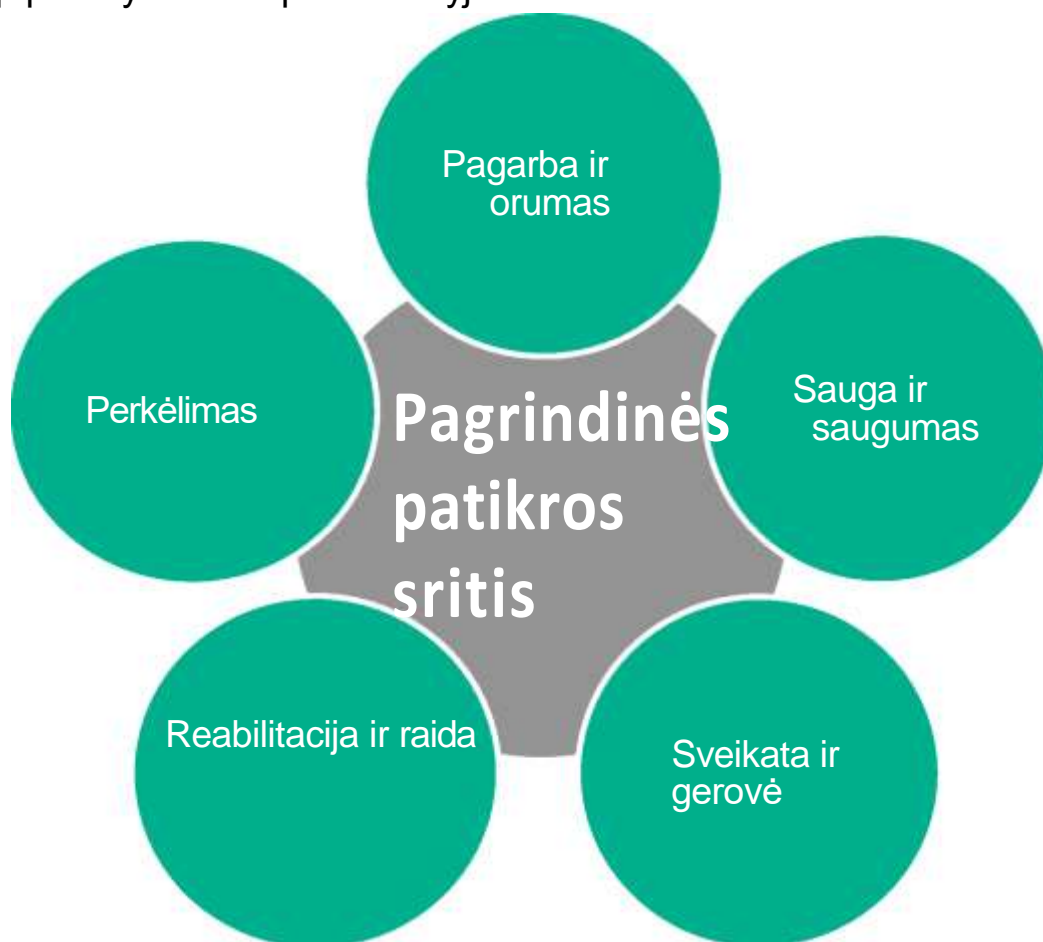 Pagarba ir
orumas
Sauga ir
saugumas
Perkėlimas
Pagrindinės
patikros
sritis
Reabilitacija ir raida
Sveikata ir
gerovė